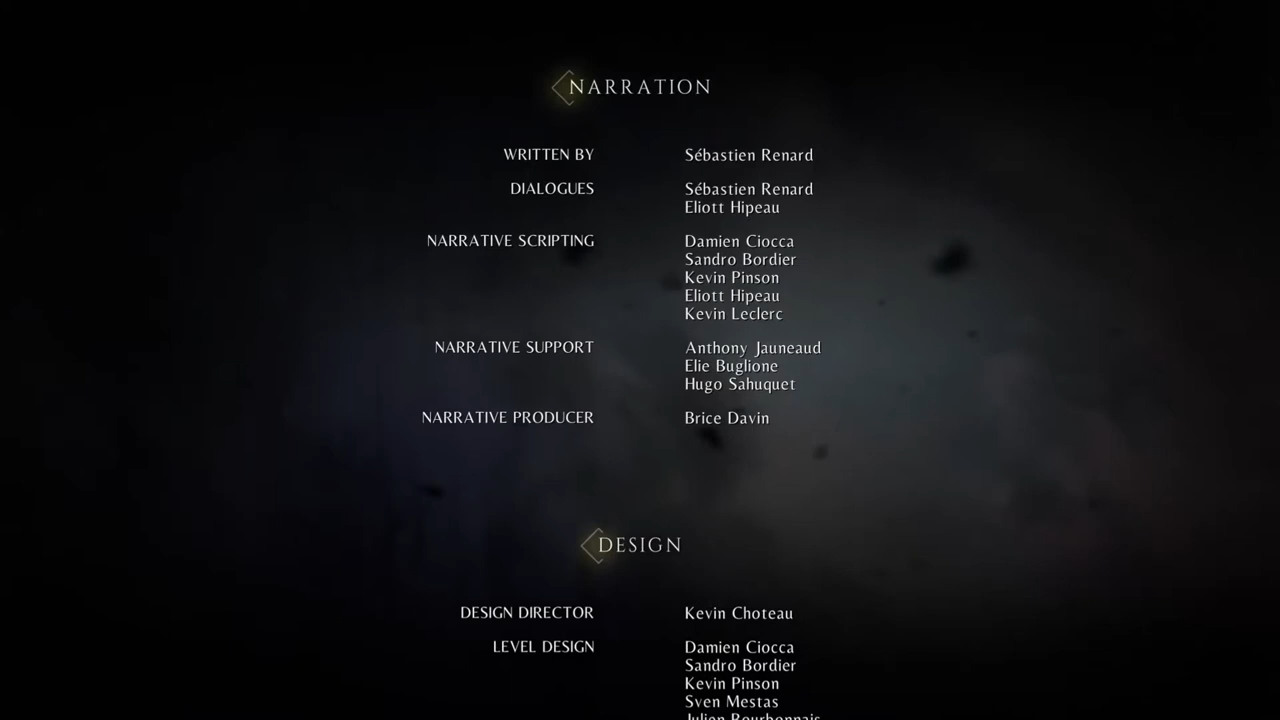 NARRATION
WRITTEN BY Sébastien Renard
DIALOGUES Sébastien Renard
Eliott Hipeau
NARRATIVE SCRIPTING Damien Ciocca
Sandro Bordier
Kevin Pinson
Eliott Hipeau
Kevin Leclerc
NARRATIVE SUPPORT Anthony Jauneaud
Elie Buglione
Hugo Sahuquet
NARRATIVE PRODUCER Brice Davin
DESIGN
DESIGN DIRECTOR Kevin Choteau
LEVEL DESIGN Damien Ciocca
Sandro Bordier
Kevin Pinson
Sven Mestas
Julien Bourbonnais